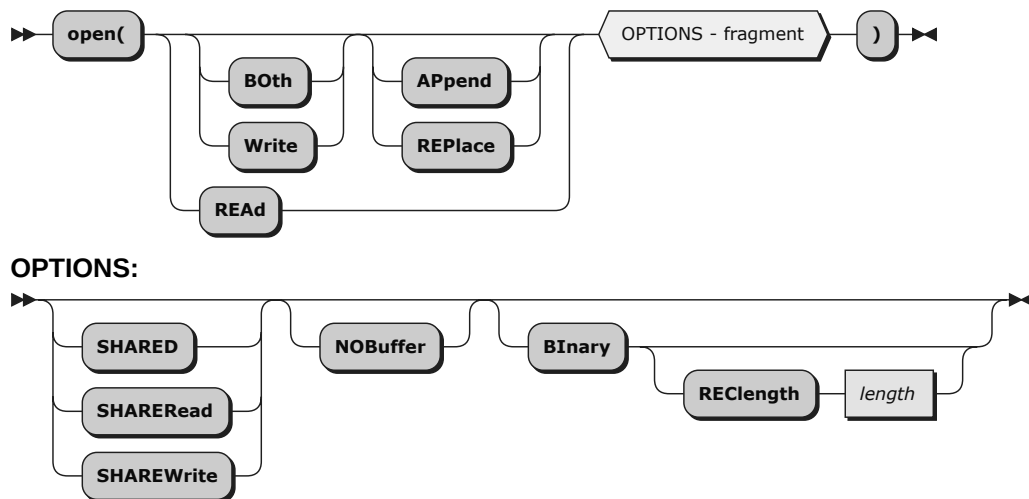 open( OPTIONS - fragment )
BOth APpend
Write REPlace
REAd
OPTIONS:
SHARED NOBuffer BInary
SHARERead REClength length
SHAREWrite